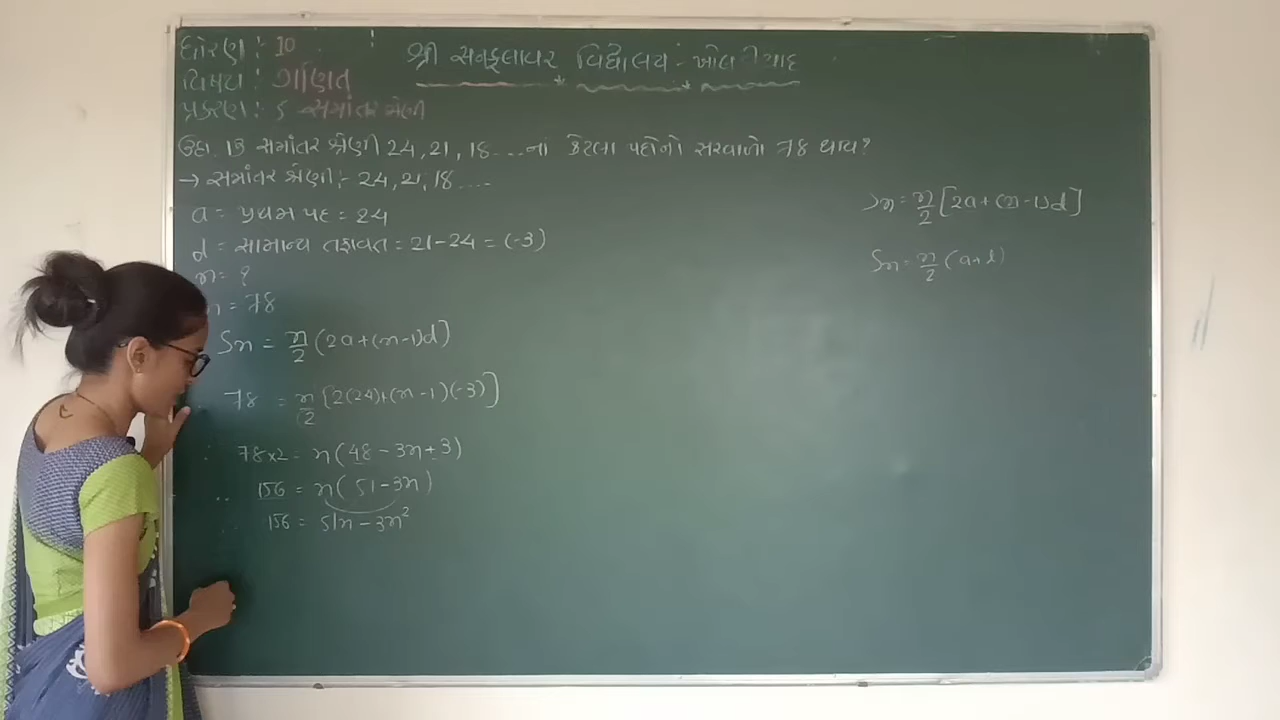 ધોરણ :- 10
શ્રી સનફલાવર વિદ્યાલય :-
વિષય : ગણિત
પ્રકરણ : 5 સમાંતર શ્રેણી
ઉદા. 13 સમાંતર શ્રેણી 24, 21, 18 ....નાં કેટલા પદોનો સરવાળો 78 થાય?
→ સમાંતર શ્રેણી :- 24, 21, 18 ....
a = પ્રથમ પદ = 24
d = સામાન્ય તફાવત = 21-24 = (-3)
n = ?
n = 78
Sn = n/2 (2a+(n-1)d]
78 = n/2 [2(24)+(n-1)(-3)]
∴ 78×2 = n(48-3n+3)
∴ 156 = n(51-3n)
∴ 156 = 51n-3n²
Sn = n/2 [2a+(n-1)d]
Sn = n/2 (a+l)